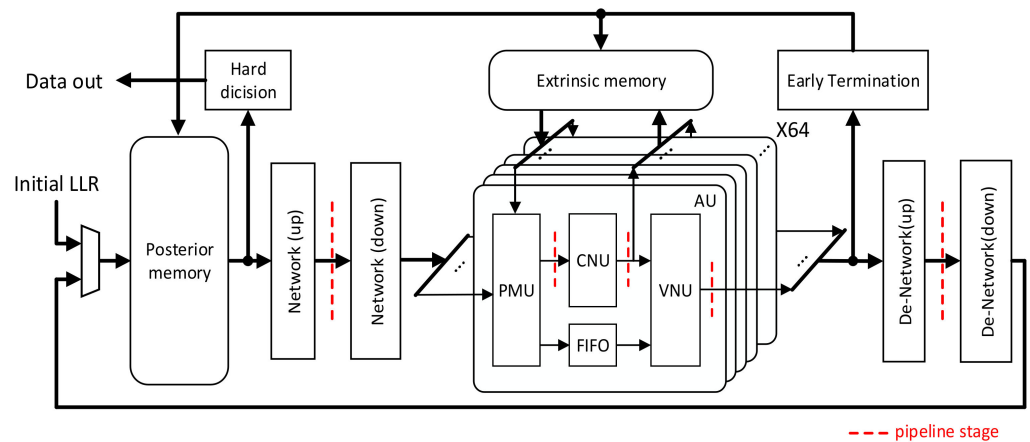 Data out
Hard
dicision
Extrinsic memory
Early Termination
X64
Initial LLR
Posterior
memory
Network (up)
Network (down)
AU
PMU
CNU
FIFO
VNU
De-Network(up)
De-Network(down)
pipeline stage